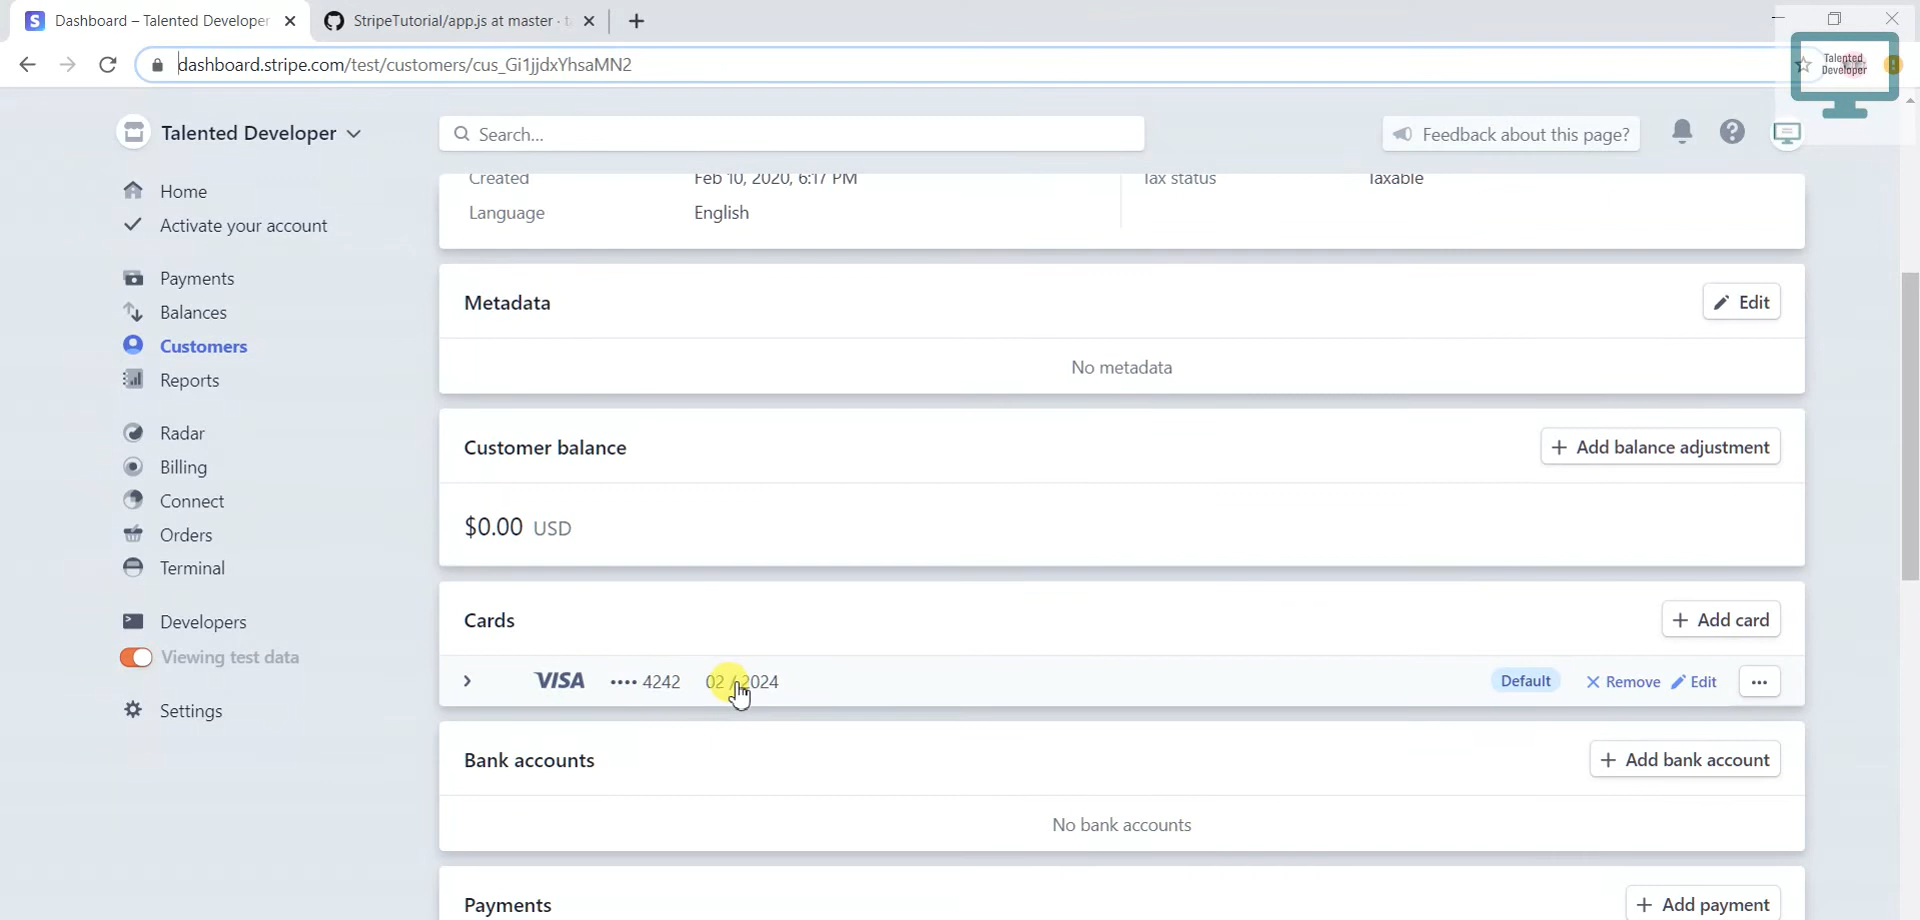 Dashboard – Talented Developer
StripeTutorial/app.js at master · t
dashboard.stripe.com/test/customers/cus_Gi1jjdxYhsaMN2
Talented
Developer
Talented Developer
Search...
Feedback about this page?
Home
Activate your account
Payments
Balances
Customers
Reports
Radar
Billing
Connect
Orders
Terminal
Developers
Viewing test data
Settings
Created Feb 10, 2020, 6:17 PM Tax status Taxable
Language English
Metadata Edit
No metadata
Customer balance + Add balance adjustment
$0.00 USD
Cards + Add card
VISA •••• 4242 02 / 2024 Default Remove Edit •••
Bank accounts + Add bank account
No bank accounts
Payments + Add payment